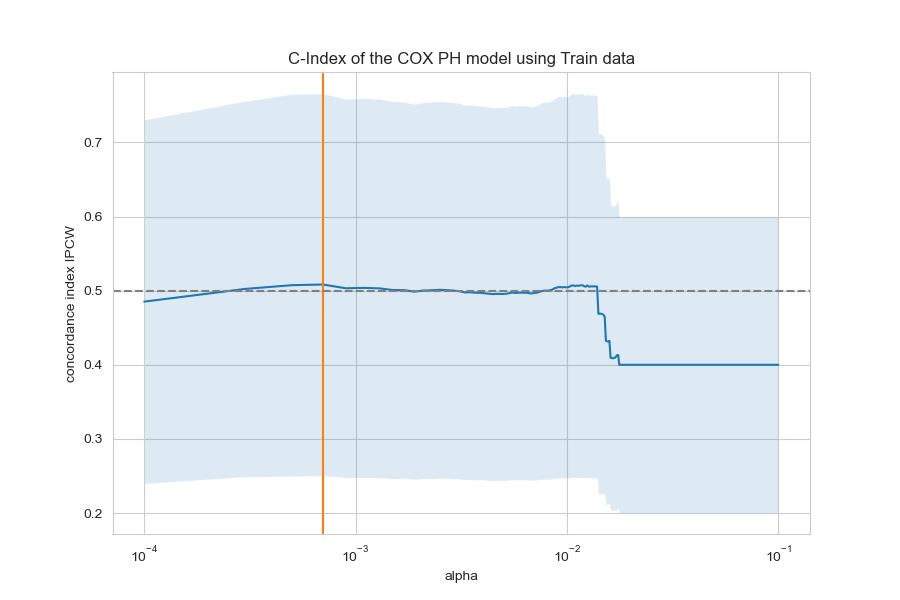 C-Index of the COX PH model using Train data
concordance index IPCW
0.7
0.6
0.5
0.4
0.3
0.2
10⁻⁴ 10⁻³ 10⁻² 10⁻¹
alpha